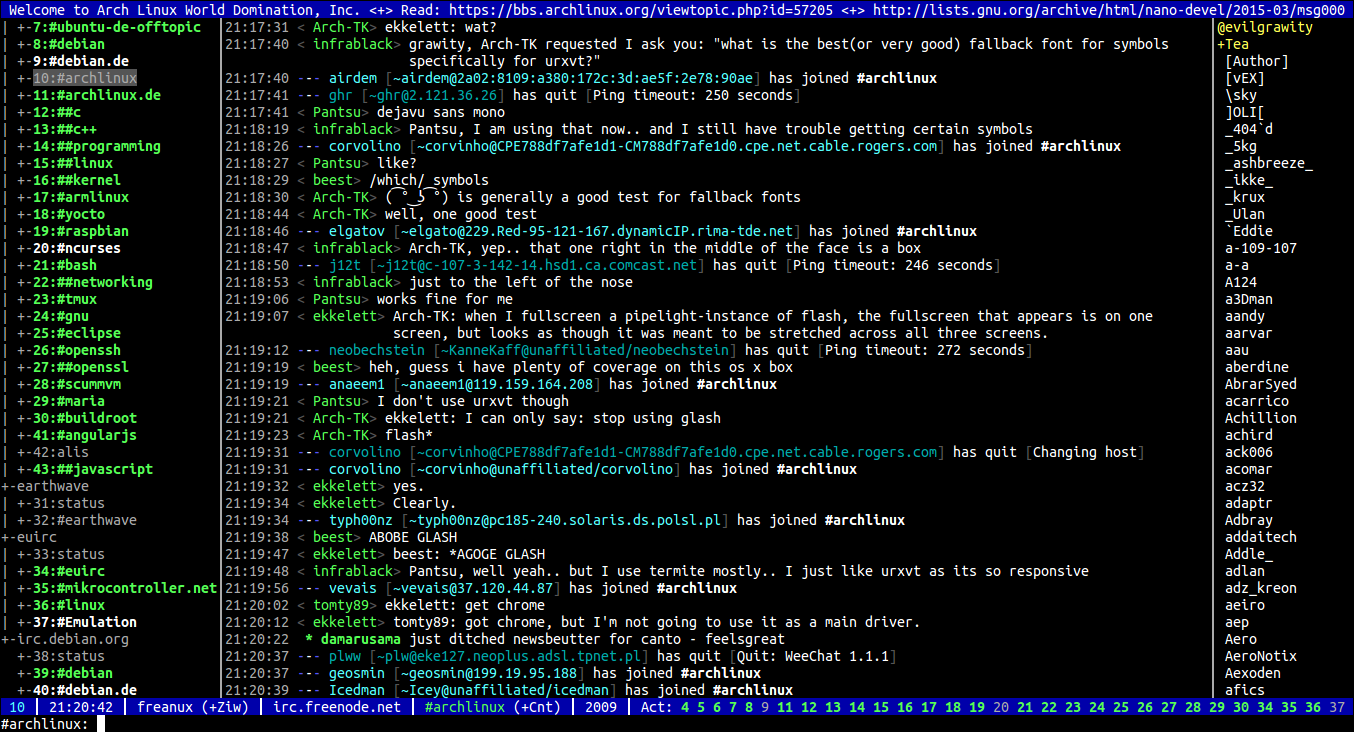 Welcome to Arch Linux World Domination, Inc. <+> Read: https://bbs.archlinux.org/viewtopic.php?id=57205 <+> http://lists.gnu.org/archive/html/nano-devel/2015-03/msg000
| +-7:#ubuntu-de-offtopic
| +-8:#debian
| +-9:#debian.de
| +-10:#archlinux
| +-11:#archlinux.de
| +-12:##c
| +-13:##c++
| +-14:##programming
| +-15:##linux
| +-16:##kernel
| +-17:#armlinux
| +-18:#yocto
| +-19:#raspbian
| +-20:#ncurses
| +-21:#bash
| +-22:##networking
| +-23:#tmux
| +-24:#gnu
| +-25:#eclipse
| +-26:#openssh
| +-27:##openssl
| +-28:#scummvm
| +-29:#maria
| +-30:#buildroot
| +-41:#angularjs
| +-42:alis
| +-43:##javascript
+-earthwave
| +-31:status
| +-32:#earthwave
+-euirc
| +-33:status
| +-34:#euirc
| +-35:#mikrocontroller.net
| +-36:#linux
| +-37:#Emulation
+-irc.debian.org
+-38:status
+-39:#debian
+-40:#debian.de
21:17:31 < Arch-TK> ekkelett: wat?
21:17:40 < infrablack> gravity, Arch-TK requested I ask you: "what is the best(or very good) fallback font for symbols
specifically for urxvt?"
21:17:40 --- airdem [~airdem@2a02:8109:a380:172c:3d:ae5f:2e78:90ae] has joined #archlinux
21:17:41 --- ghr [~ghr@2.121.36.26] has quit [Ping timeout: 250 seconds]
21:17:41 < Pantsu> dejavu sans mono
21:18:19 < infrablack> Pantsu, I am using that now.. and I still have trouble getting certain symbols
21:18:26 --- corvolino [~corvinho@CPE788df7afe1d1-CM788df7afe1d0.cpe.net.cable.rogers.com] has joined #archlinux
21:18:27 < Pantsu> like?
21:18:29 < beest> /which/ symbols
21:18:30 < Arch-TK> ( ͡° ͜ʖ ͡°) is generally a good test for fallback fonts
21:18:44 < Arch-TK> well, one good test
21:18:46 --- elgatov [~elgato@229.Red-95-121-167.dynamicIP.rima-tde.net] has joined #archlinux
21:18:47 < infrablack> Arch-TK, yep.. that one right in the middle of the face is a box
21:18:50 --- j12t [~j12t@c-107-3-142-14.hsd1.ca.comcast.net] has quit [Ping timeout: 246 seconds]
21:18:53 < infrablack> just to the left of the nose
21:19:06 < Pantsu> works fine for me
21:19:07 < ekkelett> Arch-TK: when I fullscreen a pipelight-instance of flash, the fullscreen that appears is on one
screen, but looks as though it was meant to be stretched across all three screens.
21:19:12 --- neobechstein [~KanneKaff@unaffiliated/neobechstein] has quit [Ping timeout: 272 seconds]
21:19:19 < beest> heh, guess i have plenty of coverage on this os x box
21:19:19 --- anaeem1 [~anaeem1@119.159.164.208] has joined #archlinux
21:19:21 < Pantsu> I don't use urxvt though
21:19:21 < Arch-TK> ekkelett: I can only say: stop using glash
21:19:23 < Arch-TK> flash*
21:19:31 --- corvolino [~corvinho@CPE788df7afe1d1-CM788df7afe1d0.cpe.net.cable.rogers.com] has quit [Changing host]
21:19:31 --- corvolino [~corvinho@unaffiliated/corvolino] has joined #archlinux
21:19:32 < ekkelett> yes.
21:19:34 < ekkelett> Clearly.
21:19:34 --- typh00nz [~typh00nz@pc185-240.solaris.ds.polsl.pl] has joined #archlinux
21:19:38 < beest> ABOBE GLASH
21:19:47 < ekkelett> beest: *AGOGE GLASH
21:19:48 < infrablack> Pantsu, well yeah.. but I use termite mostly.. I just like urxvt as its so responsive
21:19:56 --- vevais [~vevais@37.120.44.87] has joined #archlinux
21:20:02 < tomty89> ekkelett: get chrome
21:20:12 < ekkelett> tomty89: got chrome, but I'm not going to use it as a main driver.
21:20:22 * damarusama just ditched newsbeutter for canto - feelsgreat
21:20:37 --- plww [~plw@eke127.neoplus.adsl.tpnet.pl] has quit [Quit: WeeChat 1.1.1]
21:20:37 --- geosmin [~geosmin@199.19.95.188] has joined #archlinux
21:20:39 --- Icedman [~Icey@unaffiliated/icedman] has joined #archlinux
@evilgrawity
+Tea
[Author]
[vEX]
\sky
]OLI[
_404`d
_5kg
_ashbreeze_
_ikke_
_krux
_Ulan
`Eddie
a-109-107
a-a
A124
a3Dman
aandy
aarvar
aau
aberdine
AbrarSyed
acarrico
Achillion
achird
ack006
acomar
acz32
adaptr
Adbray
addaitech
Addle_
adlan
adz_kreon
aeiro
aep
Aero
AeroNotix
Aexoden
afics
10 | 21:20:42 | freanux (+Ziw) | irc.freenode.net | #archlinux (+Cnt) | 2009 | Act: 4 5 6 7 8 9 11 12 13 14 15 16 17 18 19 20 21 22 23 24 25 26 27 28 29 30 34 35 36 37
#archlinux: